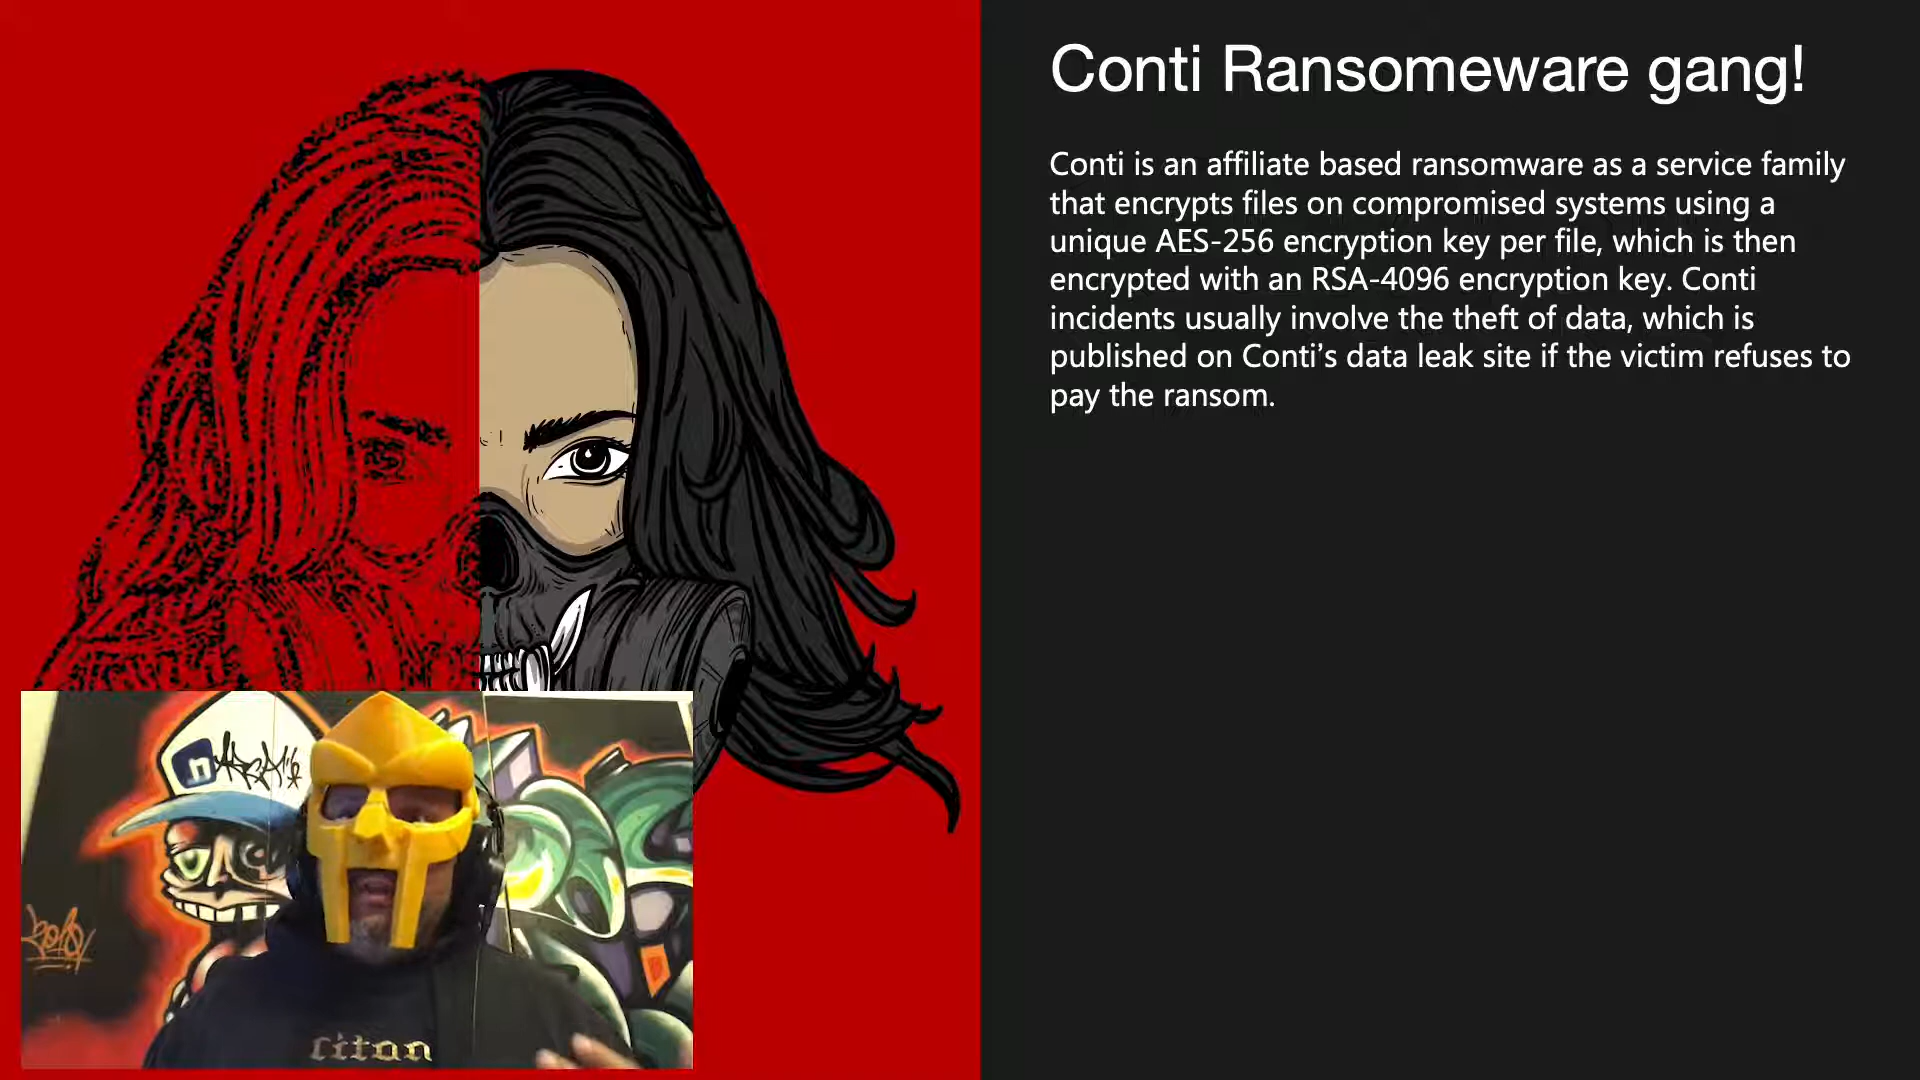 Conti Ransomeware gang!
Conti is an affiliate based ransomware as a service family
that encrypts files on compromised systems using a
unique AES-256 encryption key per file, which is then
encrypted with an RSA-4096 encryption key. Conti
incidents usually involve the theft of data, which is
published on Conti’s data leak site if the victim refuses to
pay the ransom.